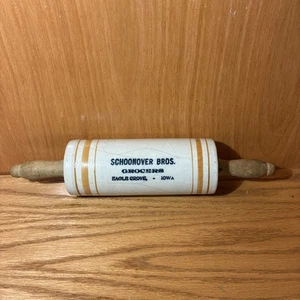 SCHOONOVER BROS.
GROCERS
EAGLE GROVE, - IOWA